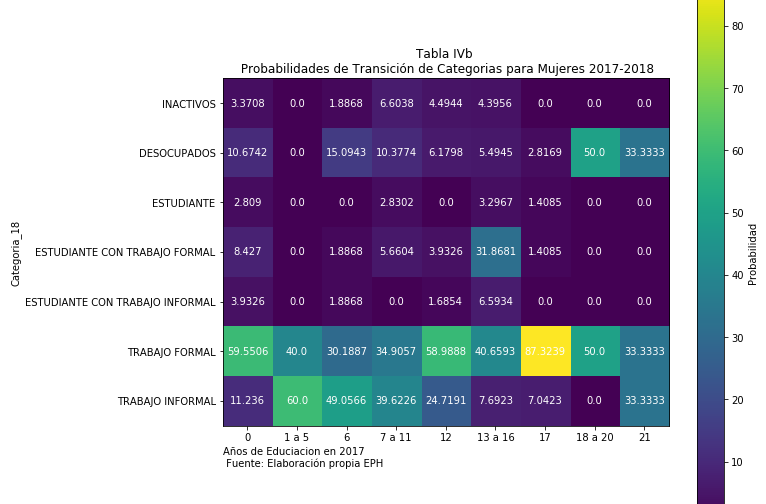 Tabla IVb
Probabilidades de Transición de Categorias para Mujeres 2017-2018
INACTIVOS 3.3708 0.0 1.8868 6.6038 4.4944 4.3956 0.0 0.0 0.0
DESOCUPADOS 10.6742 0.0 15.0943 10.3774 6.1798 5.4945 2.8169 50.0 33.3333
ESTUDIANTE 2.809 0.0 0.0 2.8302 0.0 3.2967 1.4085 0.0 0.0
ESTUDIANTE CON TRABAJO FORMAL 8.427 0.0 1.8868 5.6604 3.9326 31.8681 1.4085 0.0 0.0
ESTUDIANTE CON TRABAJO INFORMAL 3.9326 0.0 1.8868 0.0 1.6854 6.5934 0.0 0.0 0.0
TRABAJO FORMAL 59.5506 40.0 30.1887 34.9057 58.9888 40.6593 87.3239 50.0 33.3333
TRABAJO INFORMAL 11.236 60.0 49.0566 39.6226 24.7191 7.6923 7.0423 0.0 33.3333
0 1 a 5 6 7 a 11 12 13 a 16 17 18 a 20 21
Años de Educiacion en 2017
Fuente: Elaboración propia EPH
Categoria_18
80
70
60
50
40
30
20
10
Probabilidad